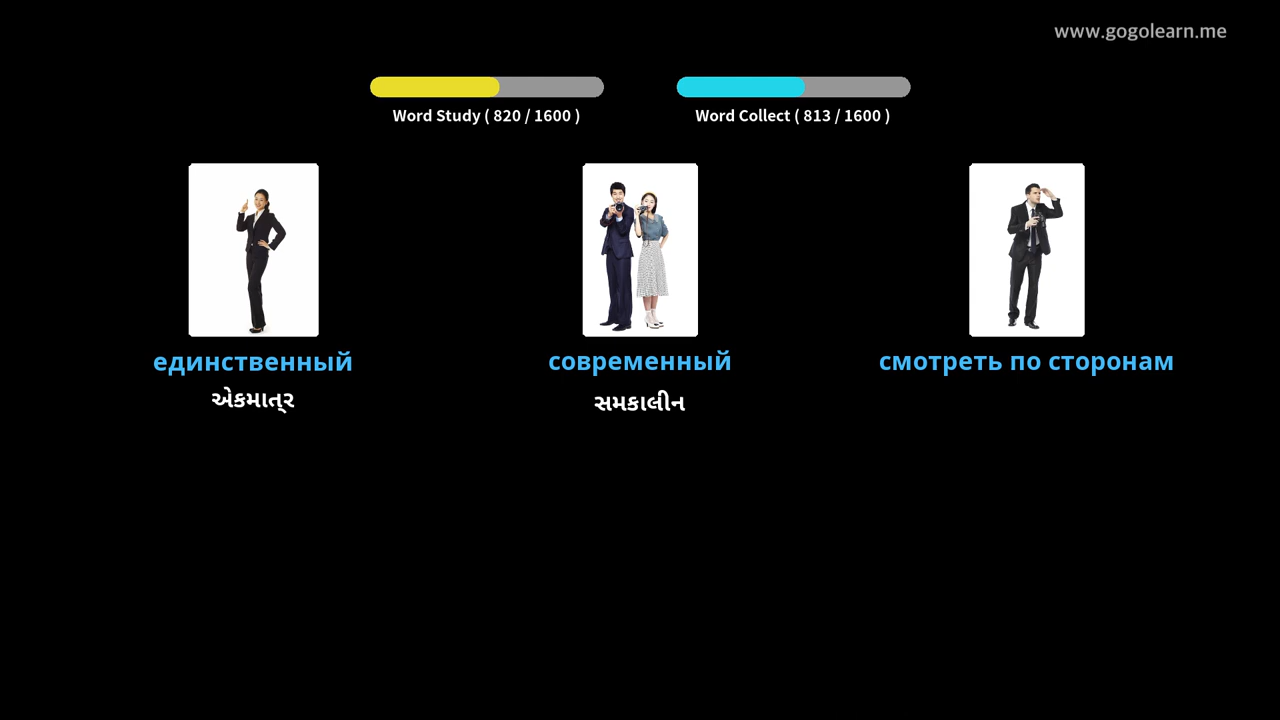 www.gogolearn.me
Word Study ( 820 / 1600 )
Word Collect ( 813 / 1600 )
единственный
એકમાત્ર
современный
સમકાલીન
смотреть по сторонам